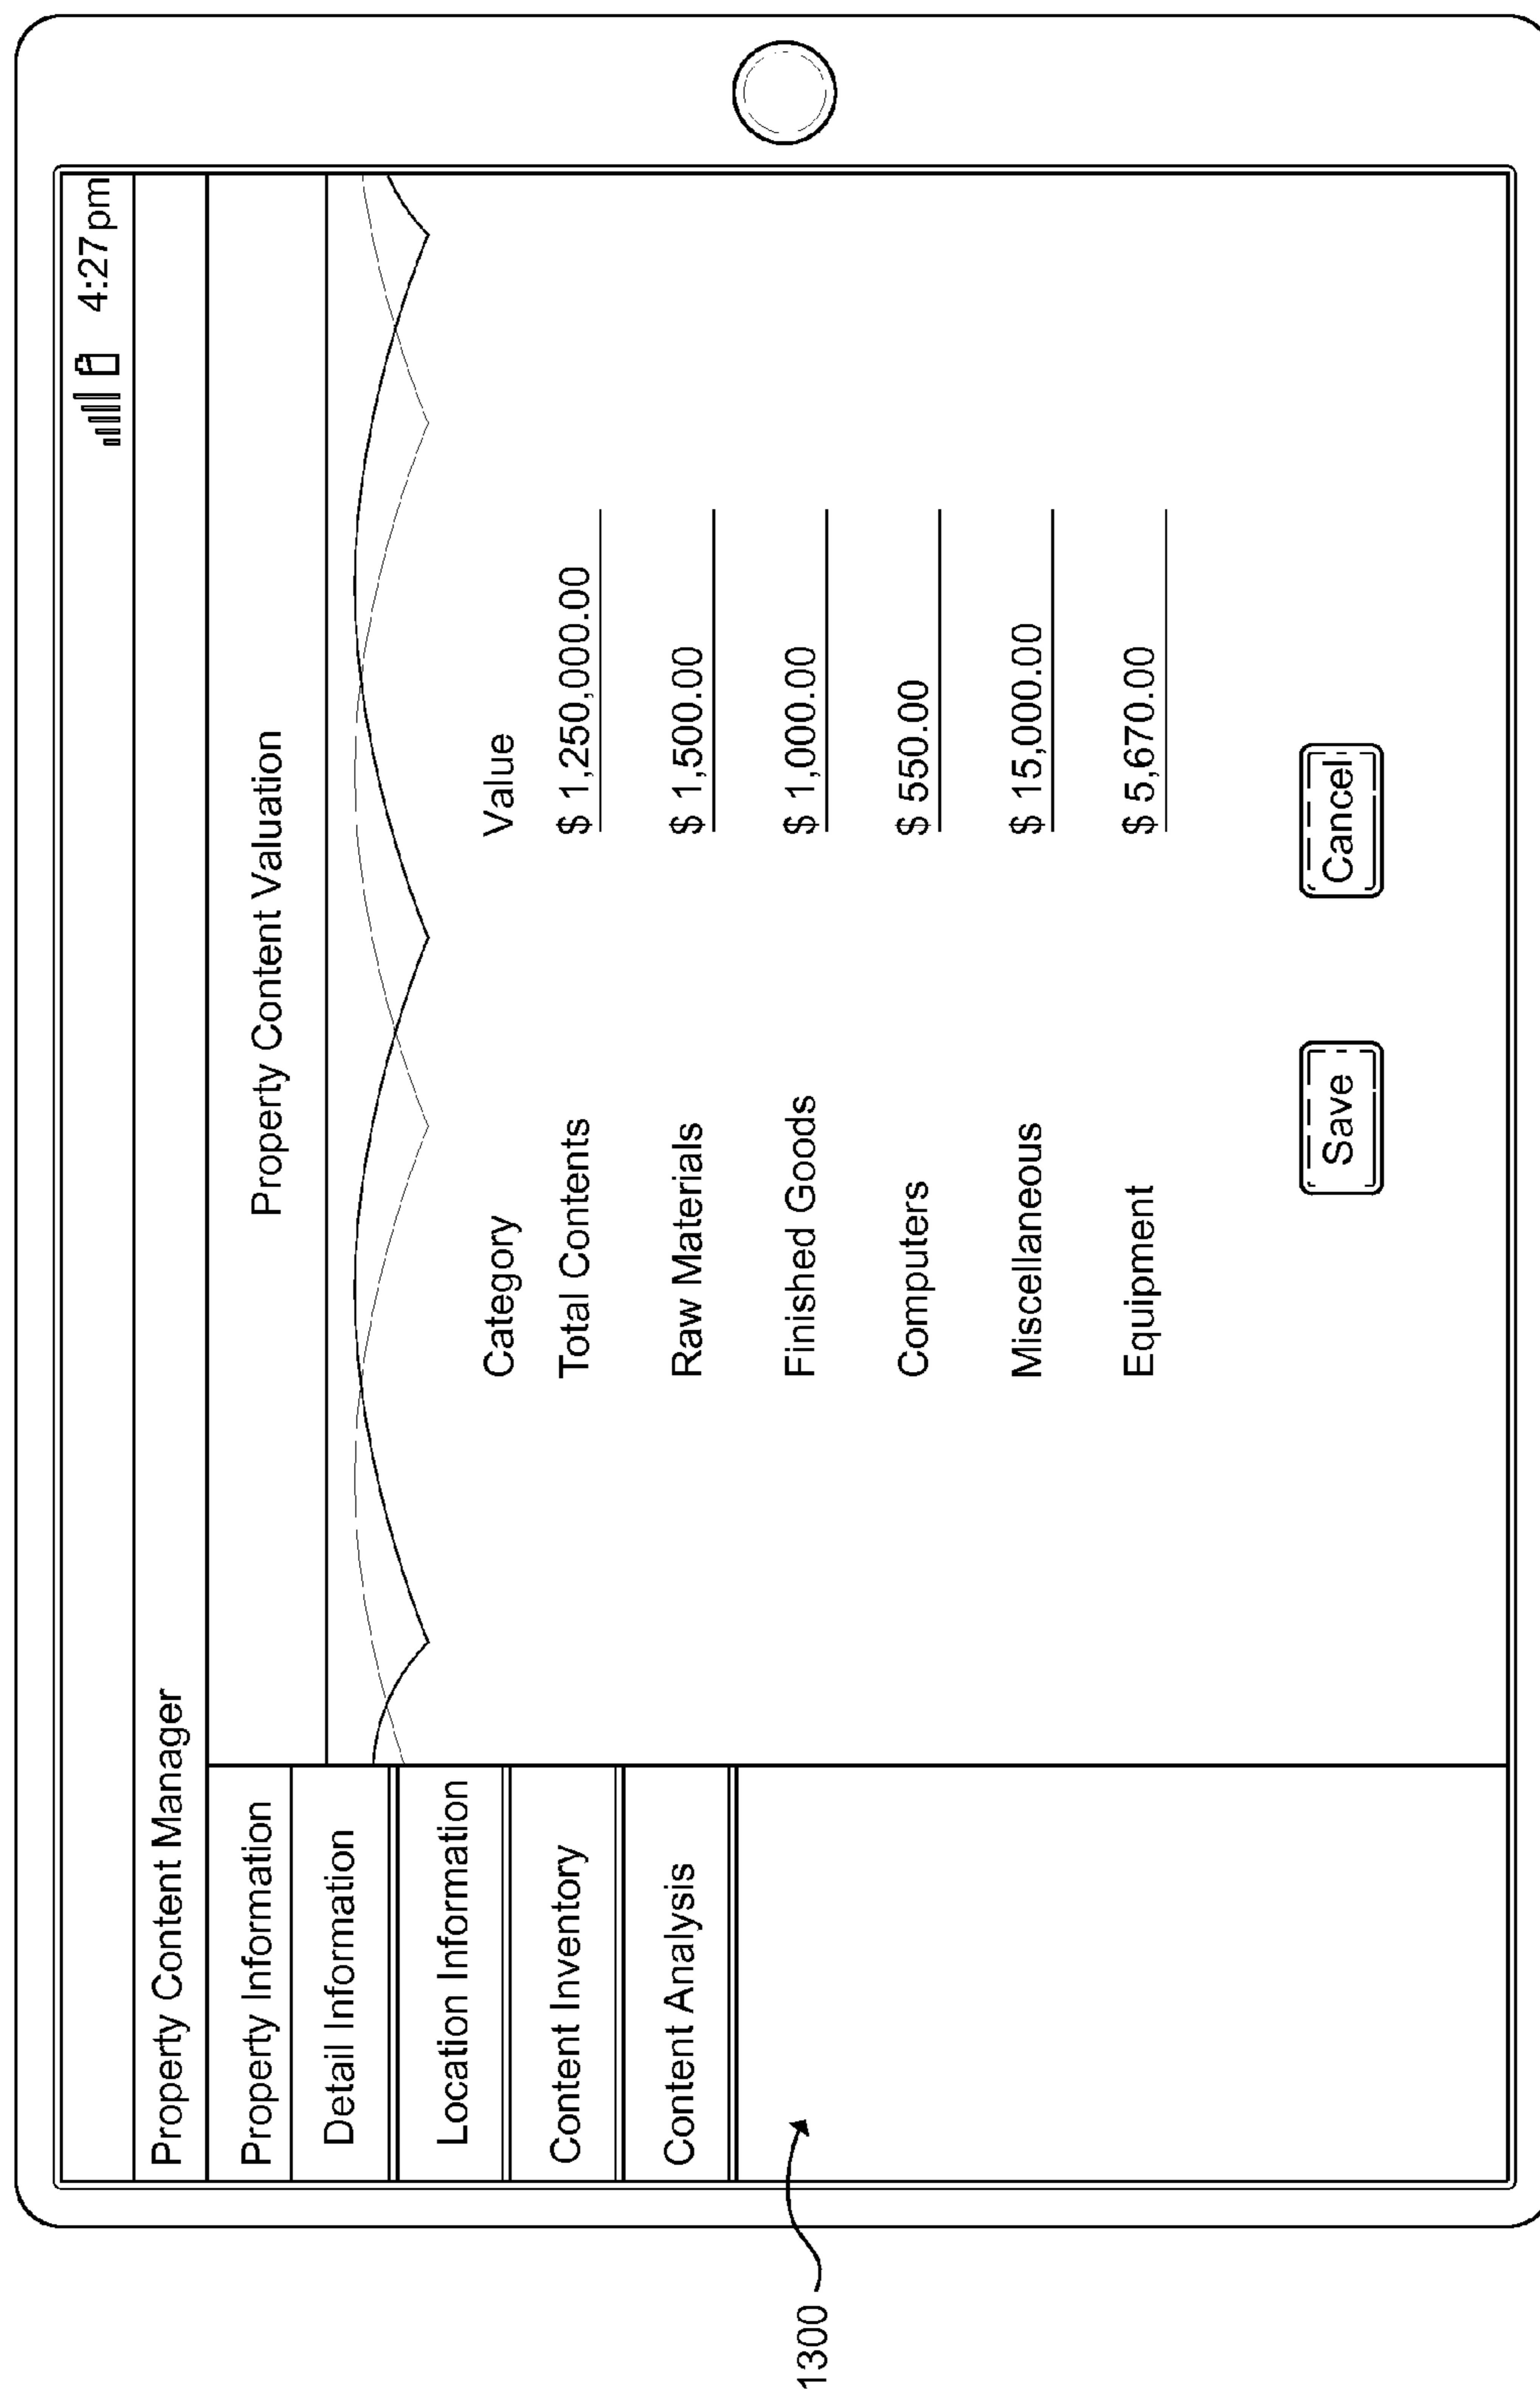 4:27pm
Property Content Manager
Property Information
Detail Information
Location Information
Content Inventory
Content Analysis
Property Content Valuation
Category Value
Total Contents $ 1,250,000.00
Raw Materials $ 1,500.00
Finished Goods $ 1,000.00
Computers $ 550.00
Miscellaneous $ 15,000.00
Equipment $ 5,670.00
Save Cancel
1300